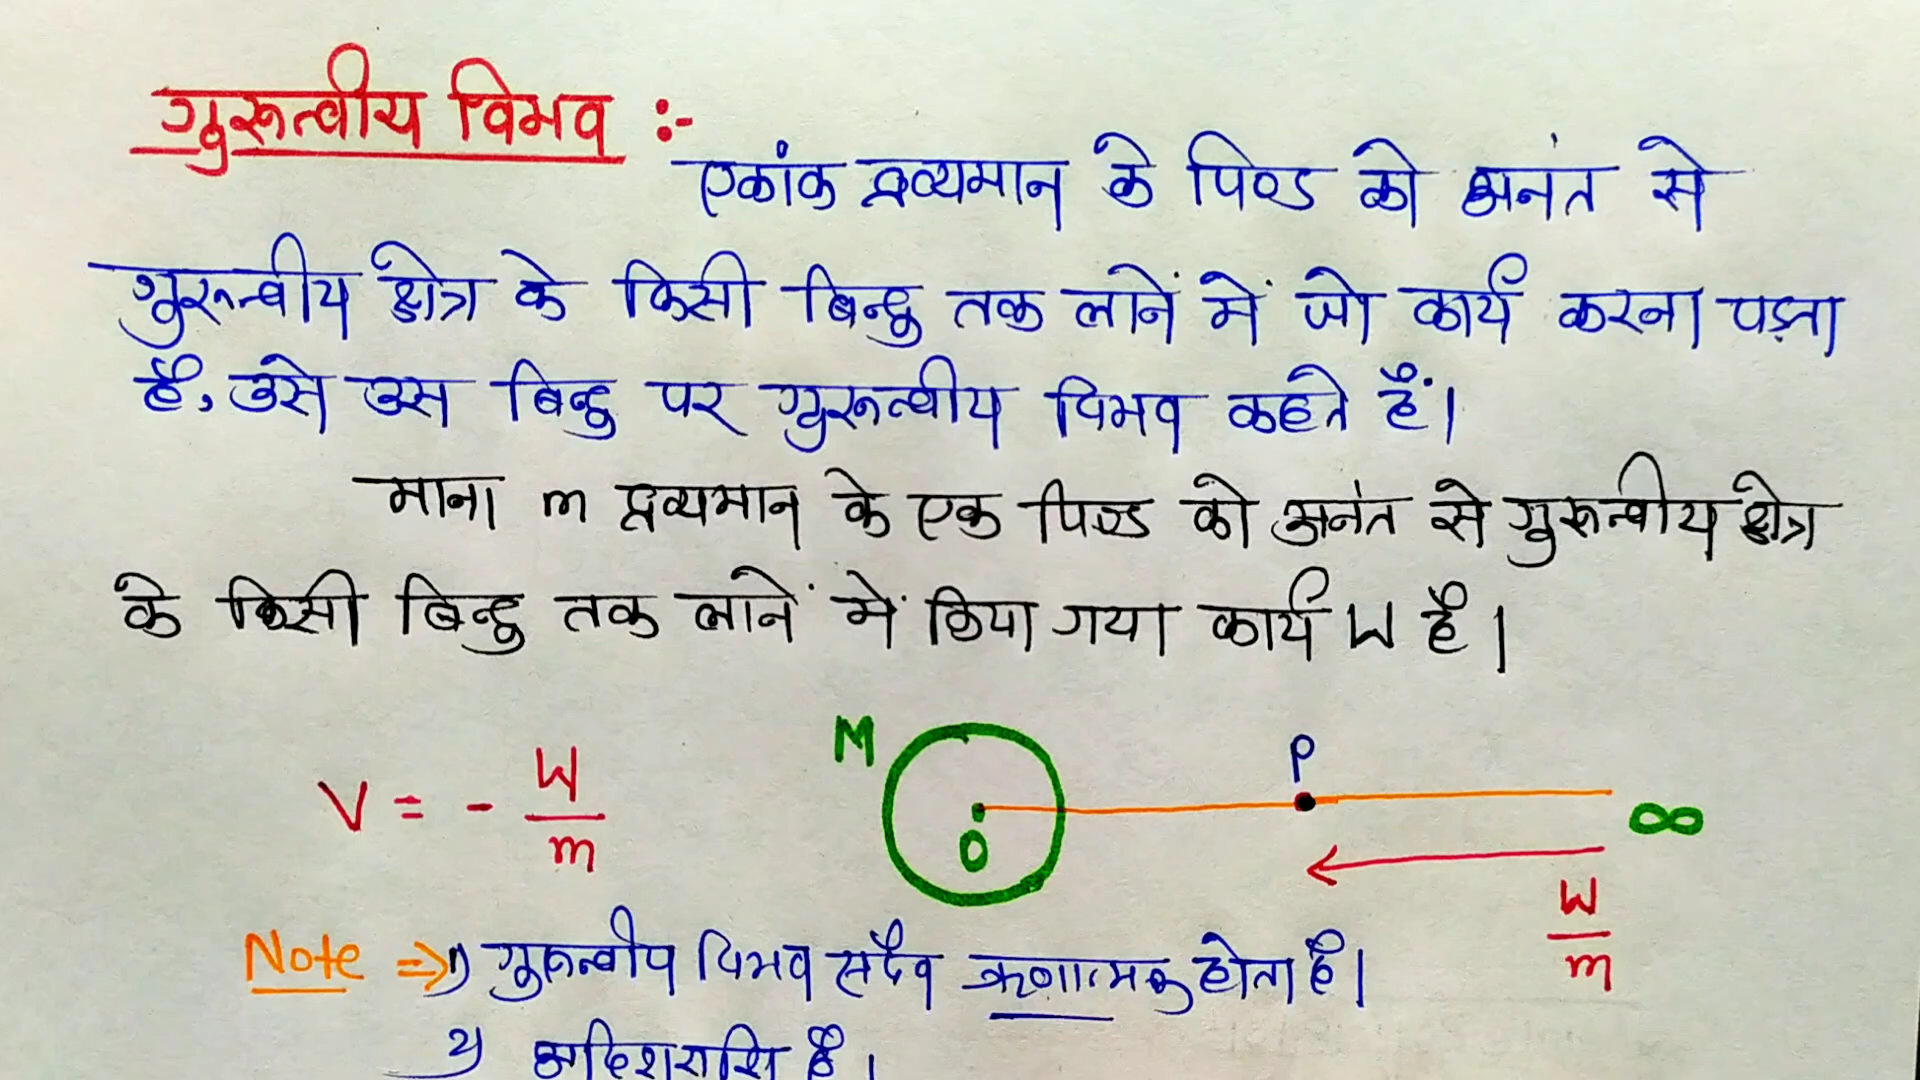 गुरूत्वीय विभव :-
एकांक द्रव्यमान के पिण्ड को अनंत से
गुरूत्वीय क्षेत्र के किसी बिन्दु तक लानें में जो कार्य करना पड़ता
है, उसे उस बिन्दु पर गुरूत्वीय विभव कहते हैं।
माना m द्रव्यमान के एक पिण्ड को अनंत से गुरूत्वीय क्षेत्र
के किसी बिन्दु तक लानें में किया गया कार्य W है।
M
P
V = - W/m
O
∞
W/m
Note => 1) गुरूत्वीय विभव सदैव ऋणात्मक होता है।
2) अदिशराशि है।